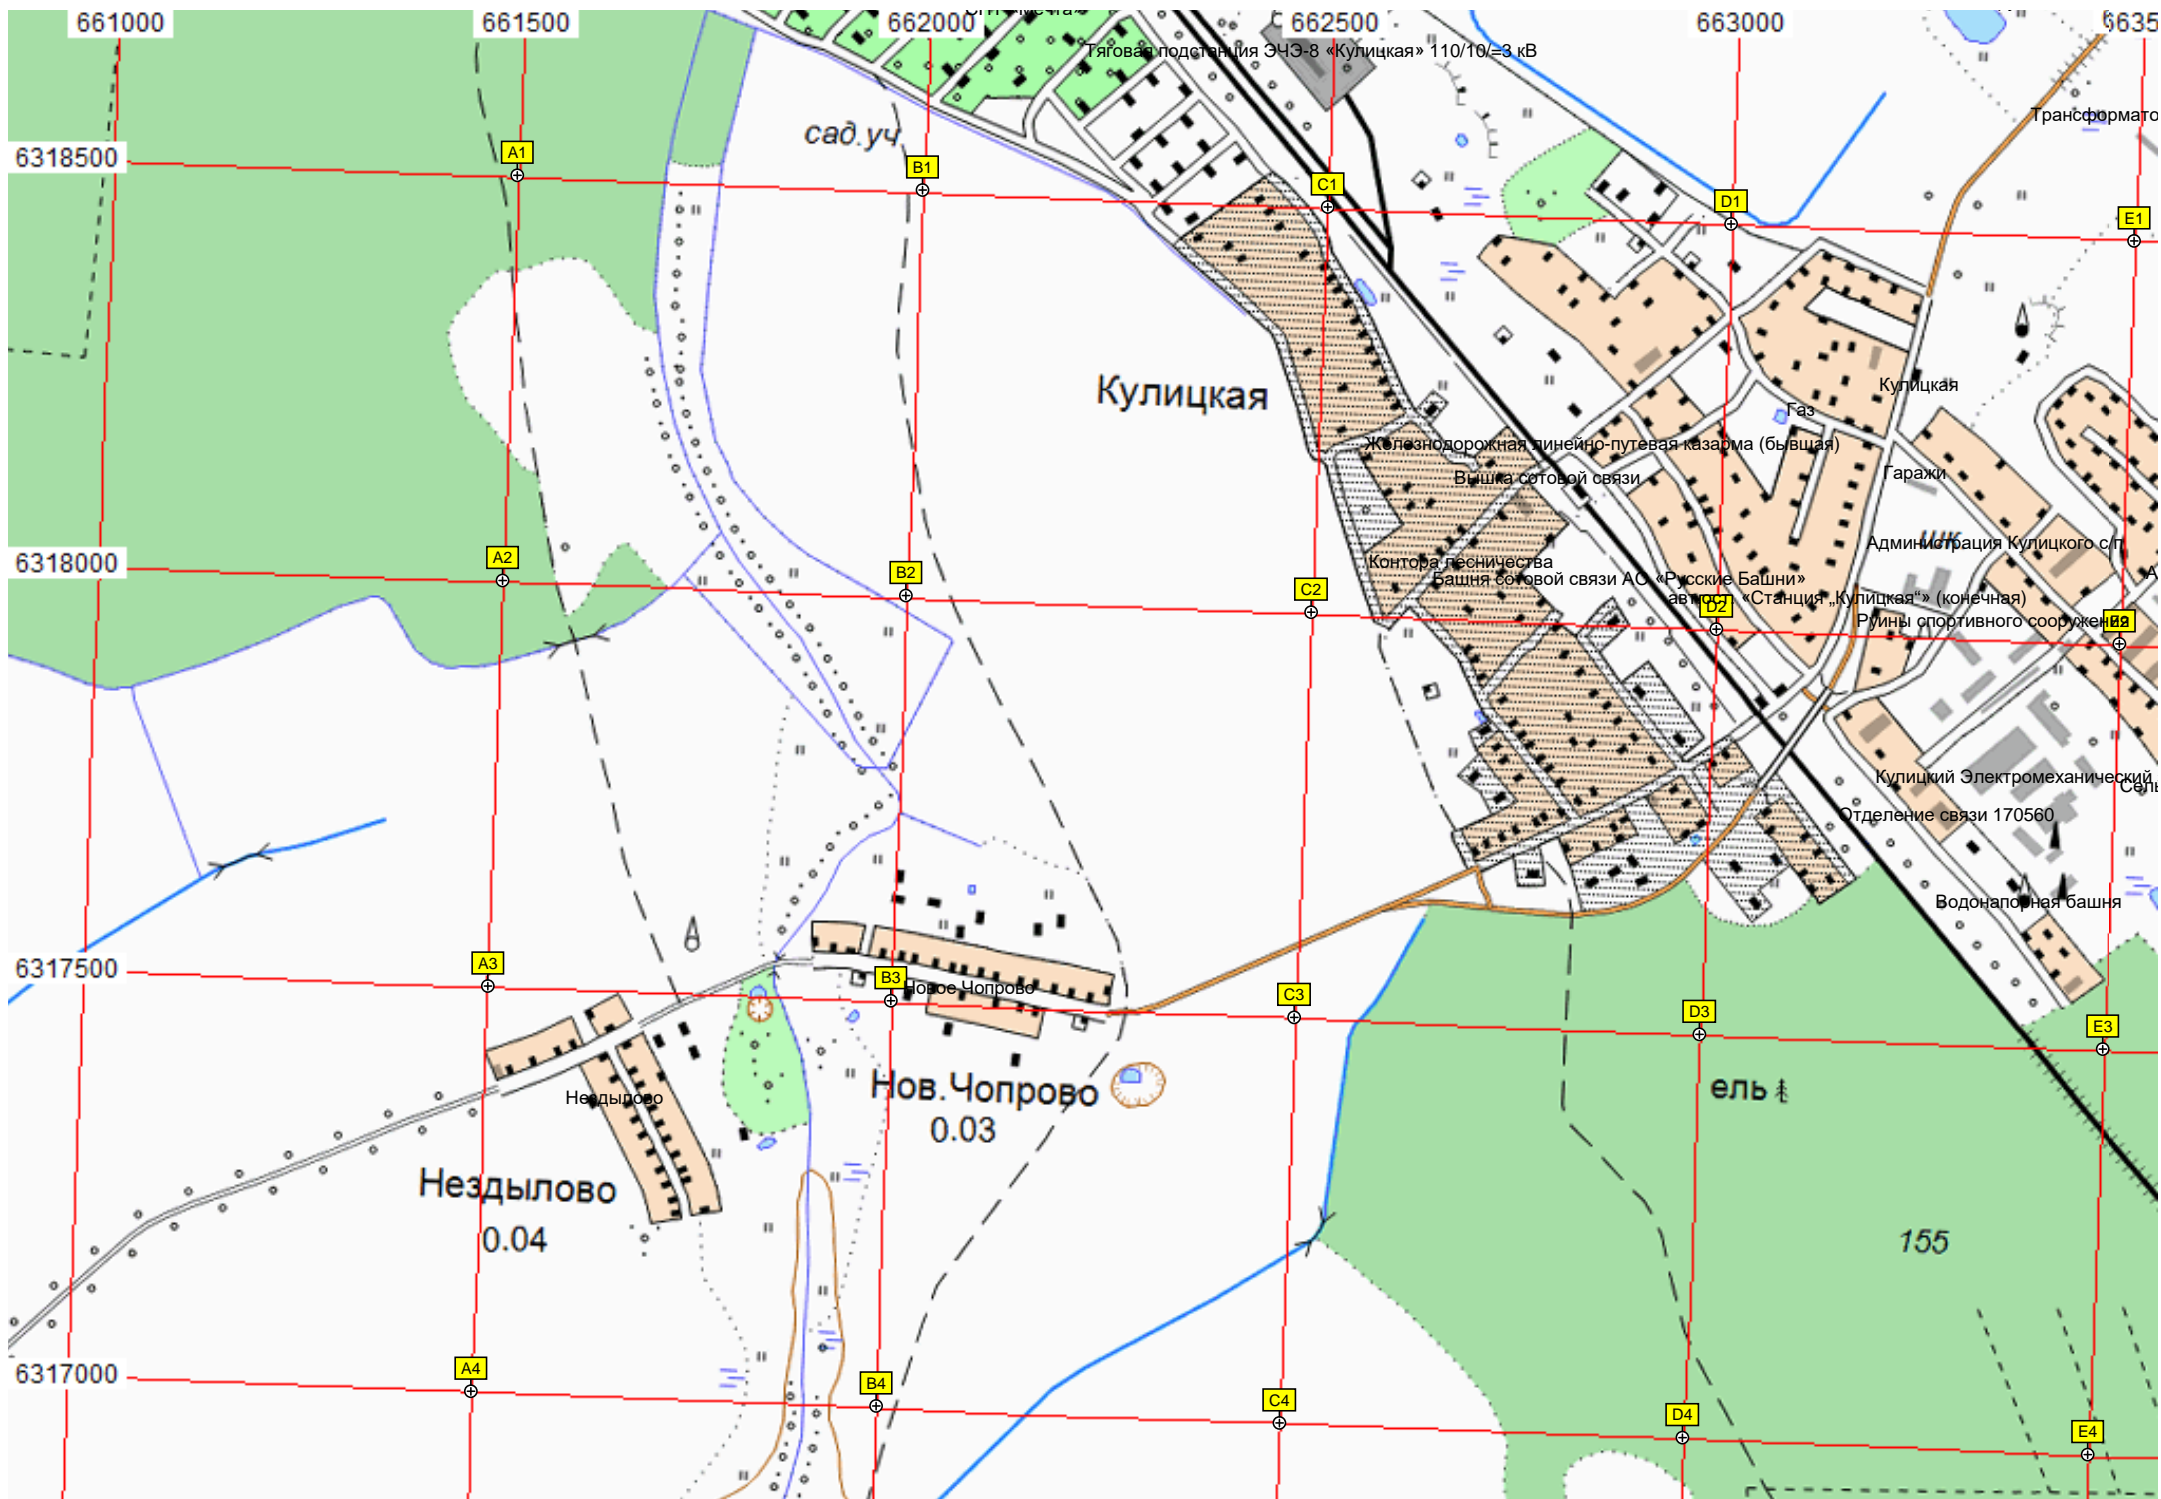 661000
661500
662000
662500
663000
Тяговая подстанция ЭЧЭ-8 «Кулицкая» 110/10/=3 кВ
сад.уч
6318500
A1
B1
C1
D1
E1
Кулицкая
Кулицкая
Газ
Железнодорожная линейно-путевая казарма (бывшая)
Вышка сотовой связи
Гаражи
шк
Администрация Кулицкого с/п
6318000
A2
B2
C2
D2
Контора лесничества
Башня сотовой связи АО «Русские Башни»
«Станция „Кулицкая“» (конечная)
Руины спортивного сооружения
E2
Кулицкий Электромеханический
Отделение связи 170560
Водонапорная башня
6317500
A3
B3
C3
D3
E3
Новое Чопрово
Нов.Чопрово
0.03
ель
Нездылово
Нездылово
0.04
155
6317000
A4
B4
C4
D4
E4